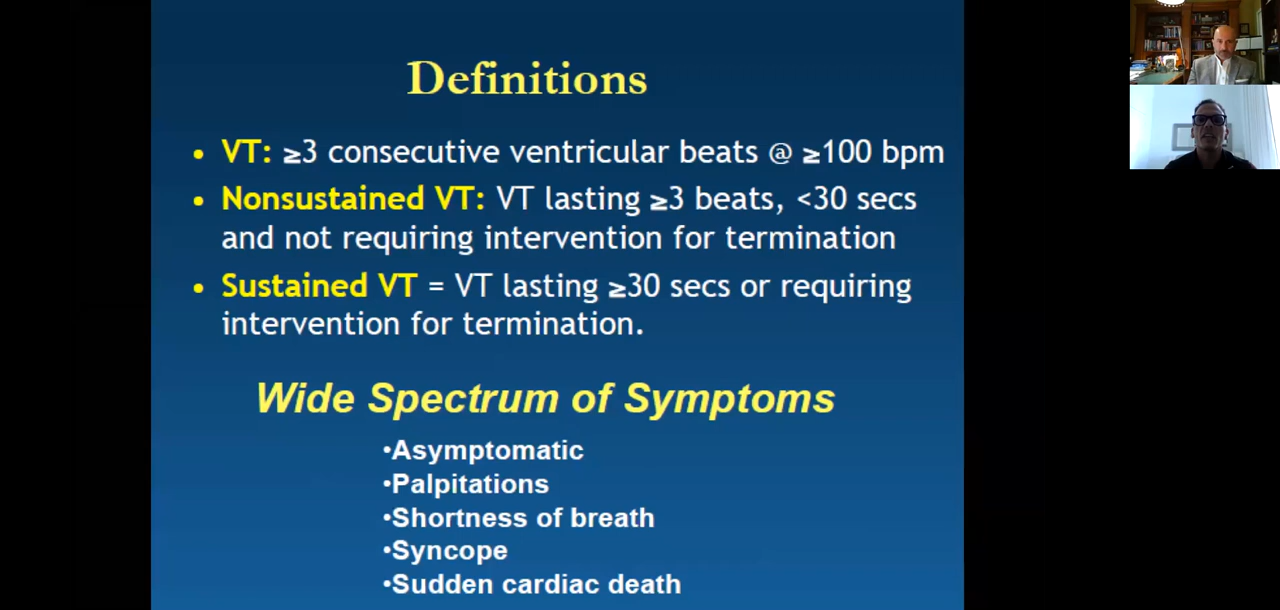 Definitions
• VT: ≥3 consecutive ventricular beats @ ≥100 bpm
• Nonsustained VT: VT lasting ≥3 beats, <30 secs
and not requiring intervention for termination
• Sustained VT = VT lasting ≥30 secs or requiring
intervention for termination.
Wide Spectrum of Symptoms
•Asymptomatic
•Palpitations
•Shortness of breath
•Syncope
•Sudden cardiac death